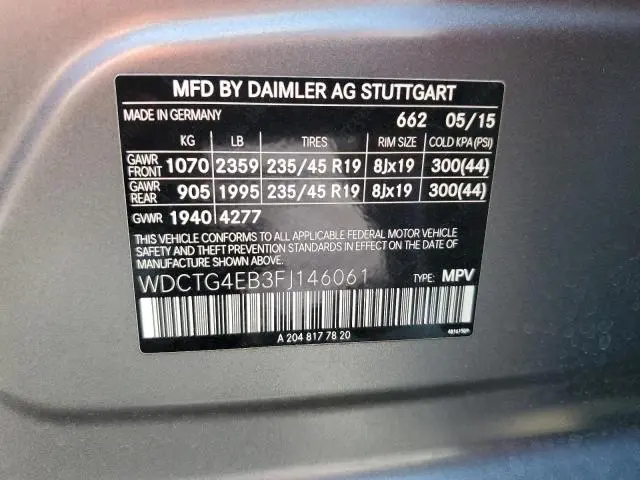 MFD BY DAIMLER AG STUTTGART
MADE IN GERMANY 662 05/15
KG LB TIRES RIM SIZE COLD KPA(PSI)
GAWR FRONT 1070 2359 235/45 R19 8Jx19 300(44)
GAWR REAR 905 1995 235/45 R19 8Jx19 300(44)
GVWR 1940 4277
THIS VEHICLE CONFORMS TO ALL APPLICABLE FEDERAL MOTOR VEHICLE
SAFETY AND THEFT PREVENTION STANDARDS IN EFFECT ON THE DATE OF
MANUFACTURE SHOWN ABOVE.
WDCTG4EB3FJ146061 TYPE: MPV
A 204 817 78 20